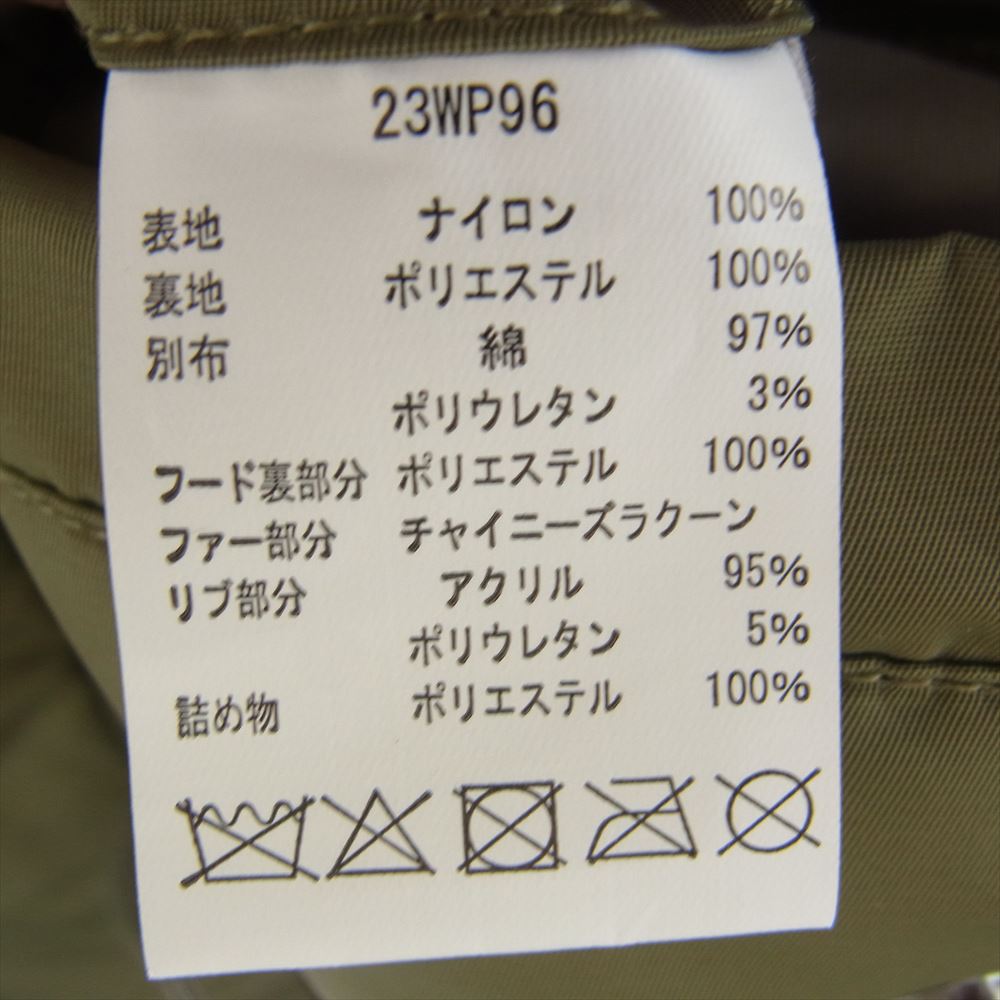 23WP96
表地 ナイロン 100%
裏地 ポリエステル 100%
別布 綿 97%
ポリウレタン 3%
フード裏部分 ポリエステル 100%
ファー部分 チャイニーズラクーン
リブ部分 アクリル 95%
ポリウレタン 5%
詰め物 ポリエステル 100%